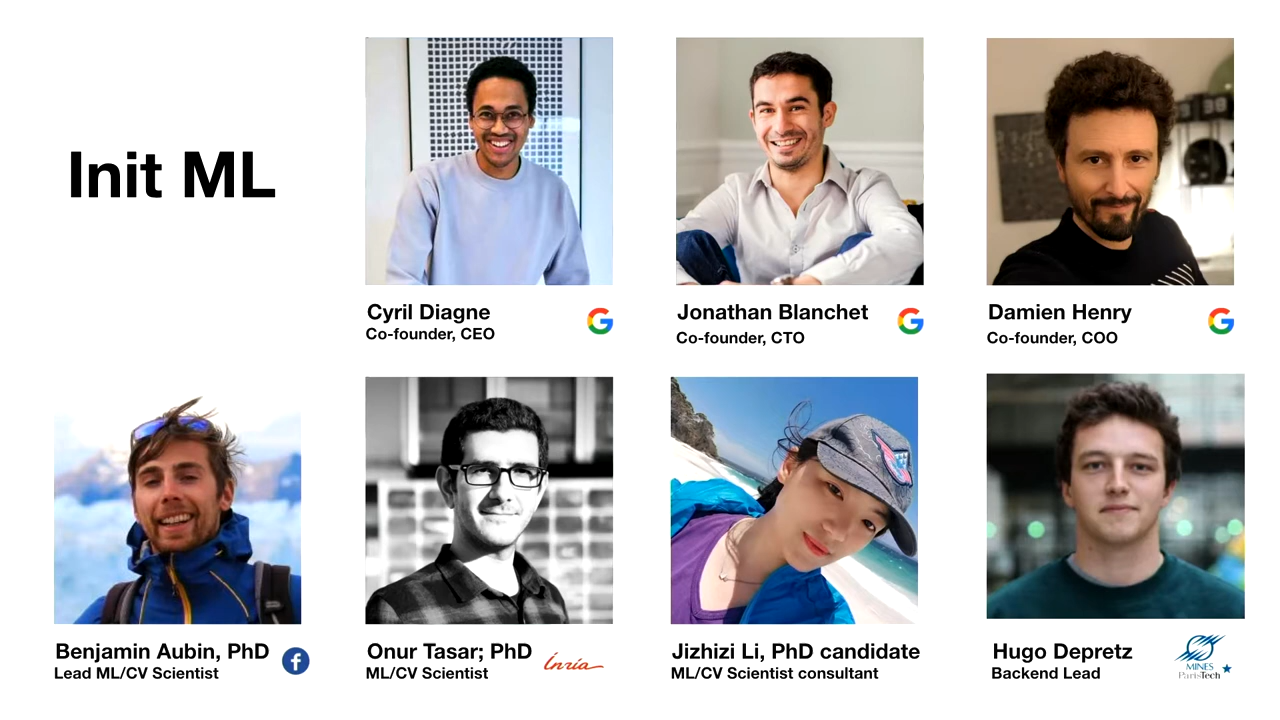 Init ML
Cyril Diagne
Co-founder, CEO
Jonathan Blanchet
Co-founder, CTO
Damien Henry
Co-founder, COO
Benjamin Aubin, PhD
Lead ML/CV Scientist
Onur Tasar; PhD
ML/CV Scientist
Inria
Jizhizi Li, PhD candidate
ML/CV Scientist consultant
Hugo Depretz
Backend Lead
MINES
ParisTech